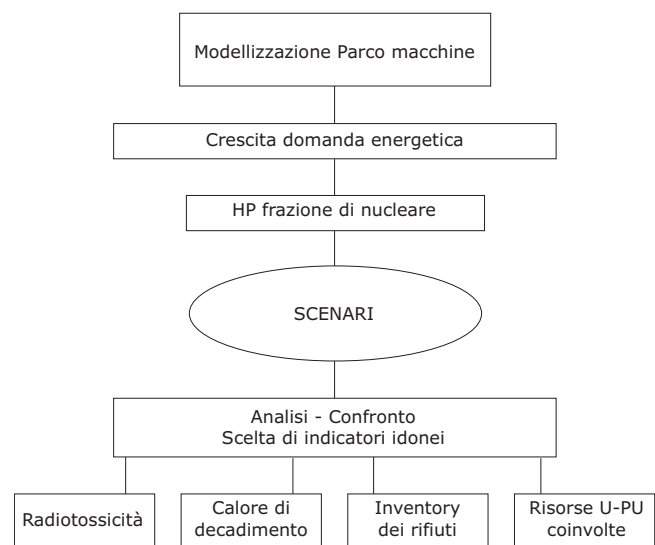 Modellizzazione Parco macchine
Crescita domanda energetica
HP frazione di nucleare
SCENARI
Analisi - Confronto
Scelta di indicatori idonei
Radiotossicità
Calore di
decadimento
Inventory
dei rifiuti
Risorse U-PU
coinvolte